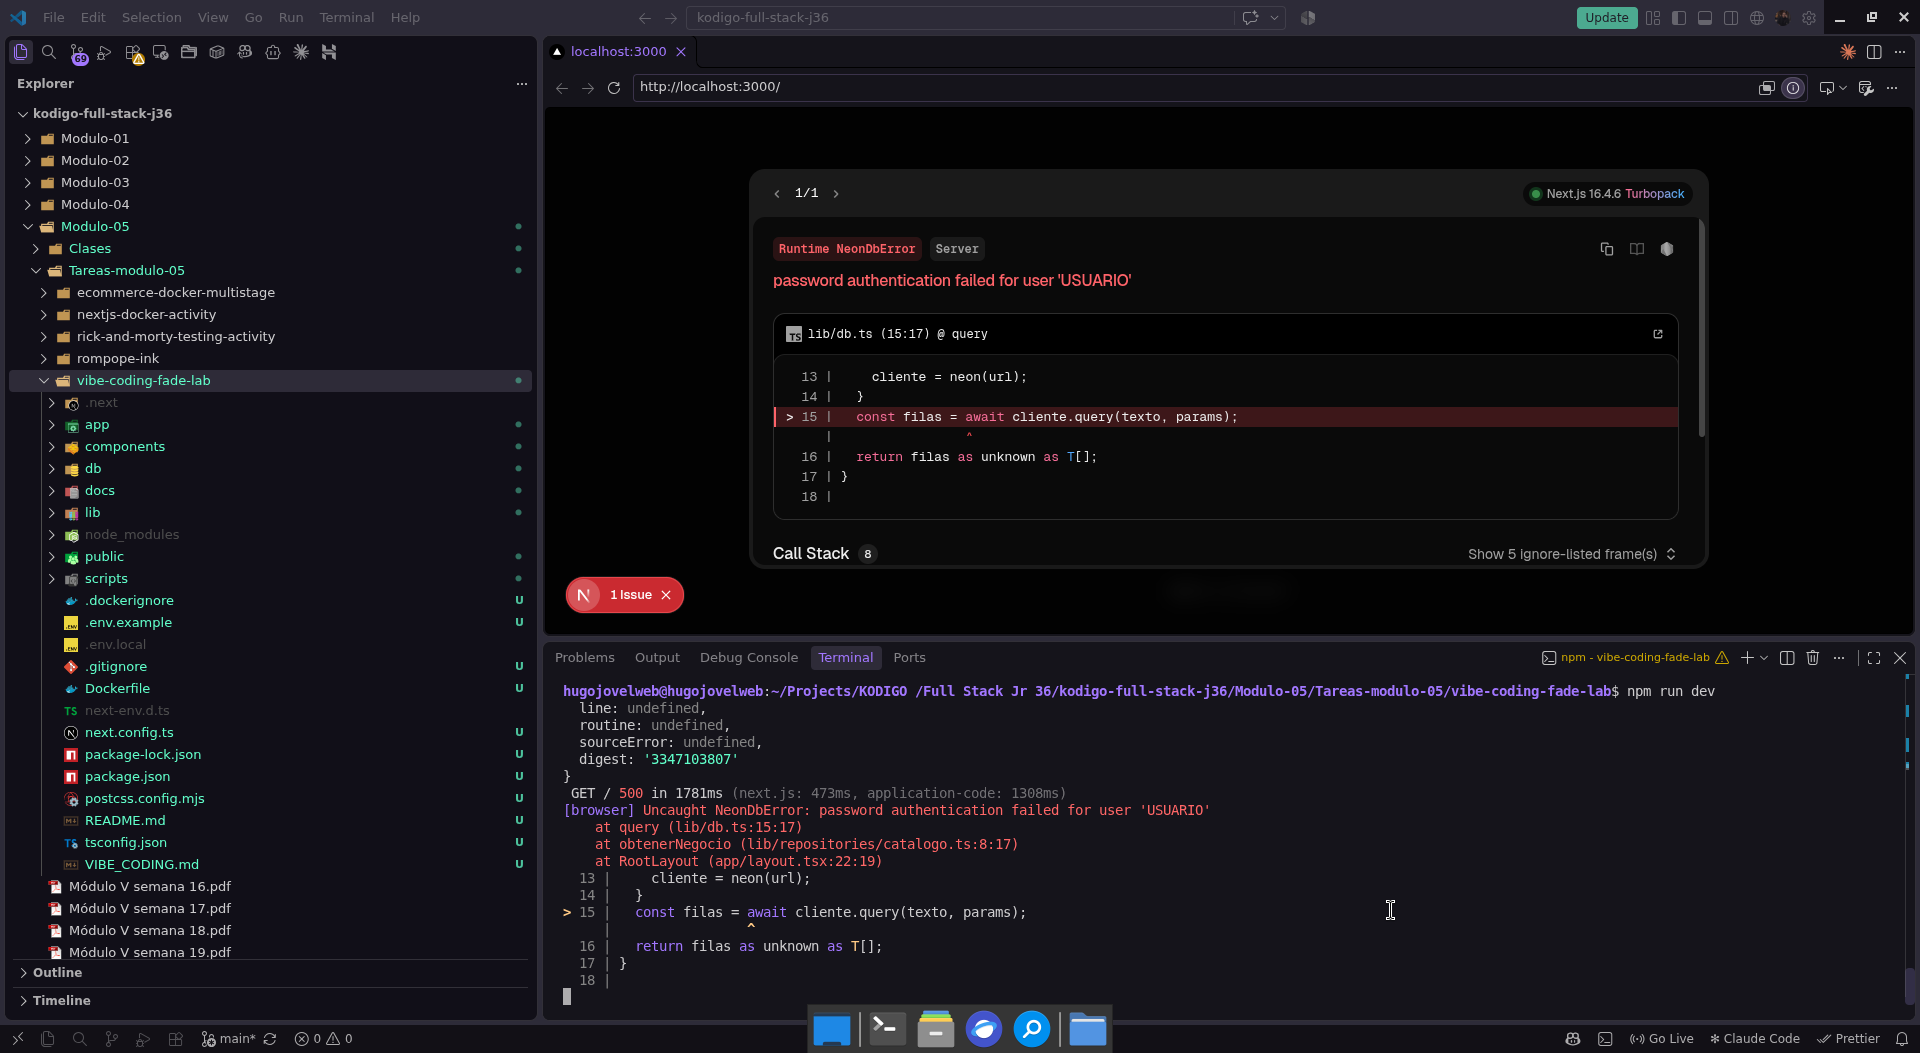 File Edit Selection View Go Run Terminal Help
kodigo-full-stack-j36
Update
69
Explorer
kodigo-full-stack-j36
Modulo-01
Modulo-02
Modulo-03
Modulo-04
Modulo-05
Clases
Tareas-modulo-05
ecommerce-docker-multistage
nextjs-docker-activity
rick-and-morty-testing-activity
rompope-ink
vibe-coding-fade-lab
.next
app
components
db
docs
lib
node_modules
public
scripts
.dockerignore U
.env.example U
.env.local
.gitignore U
Dockerfile U
next-env.d.ts
next.config.ts U
package-lock.json U
package.json U
postcss.config.mjs U
README.md U
tsconfig.json U
VIBE_CODING.md U
Módulo V semana 16.pdf
Módulo V semana 17.pdf
Módulo V semana 18.pdf
Módulo V semana 19.pdf
Outline
Timeline
localhost:3000
http://localhost:3000/
1/1
Next.js 16.4.6 Turbopack
Runtime NeonDbError Server
password authentication failed for user 'USUARIO'
TS lib/db.ts (15:17) @ query
13 | cliente = neon(url);
14 | }
> 15 | const filas = await cliente.query(texto, params);
| ^
16 | return filas as unknown as T[];
17 | }
18 |
Call Stack 8 Show 5 ignore-listed frame(s)
N 1 Issue
Problems Output Debug Console Terminal Ports
npm - vibe-coding-fade-lab
hugojovelweb@hugojovelweb:~/Projects/KODIGO /Full Stack Jr 36/kodigo-full-stack-j36/Modulo-05/Tareas-modulo-05/vibe-coding-fade-lab$ npm run dev
line: undefined,
routine: undefined,
sourceError: undefined,
digest: '3347103807'
}
GET / 500 in 1781ms (next.js: 473ms, application-code: 1308ms)
[browser] Uncaught NeonDbError: password authentication failed for user 'USUARIO'
at query (lib/db.ts:15:17)
at obtenerNegocio (lib/repositories/catalogo.ts:8:17)
at RootLayout (app/layout.tsx:22:19)
13 | cliente = neon(url);
14 | }
> 15 | const filas = await cliente.query(texto, params);
| ^
16 | return filas as unknown as T[];
17 | }
18 |
main* 0 0
Go Live Claude Code Prettier